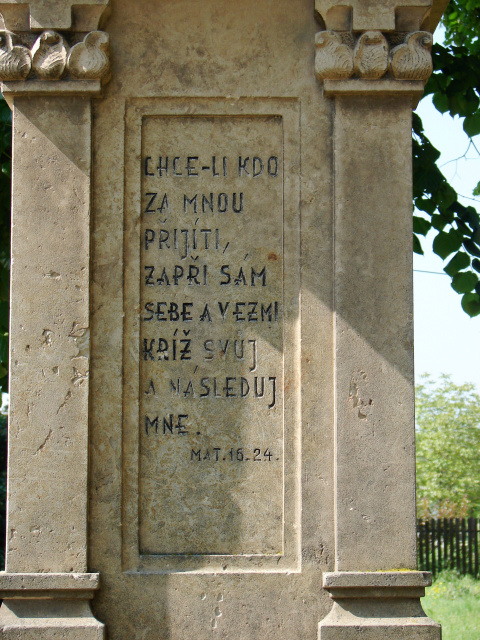 CHCE-LI KDO
ZA MNOU
PŘIJÍTI,
ZAPŘI SÁM
SEBE A VEZMI
KŘÍŽ SVŮJ
A NÁSLEDUJ
MNE.
MAT.16.24.